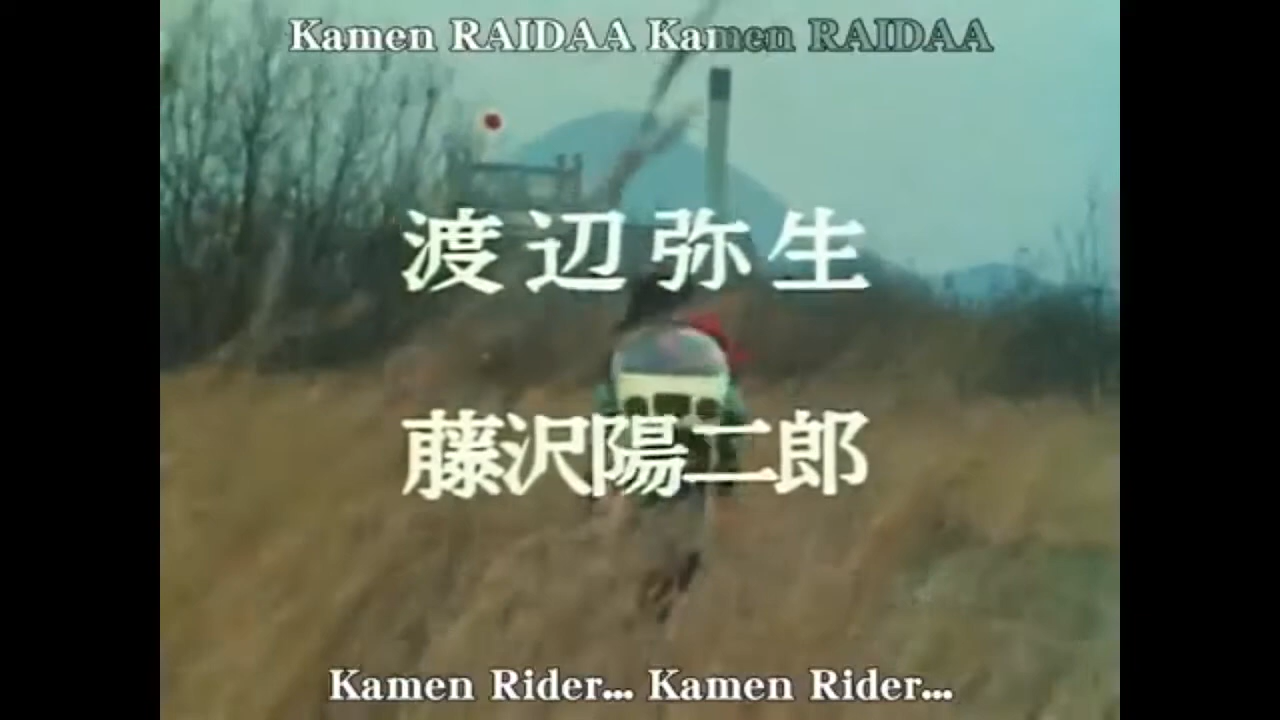 Kamen RAIDAA Kamen RAIDAA
渡辺弥生
藤沢陽二郎
Kamen Rider... Kamen Rider...